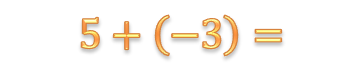 5 + (−3) =